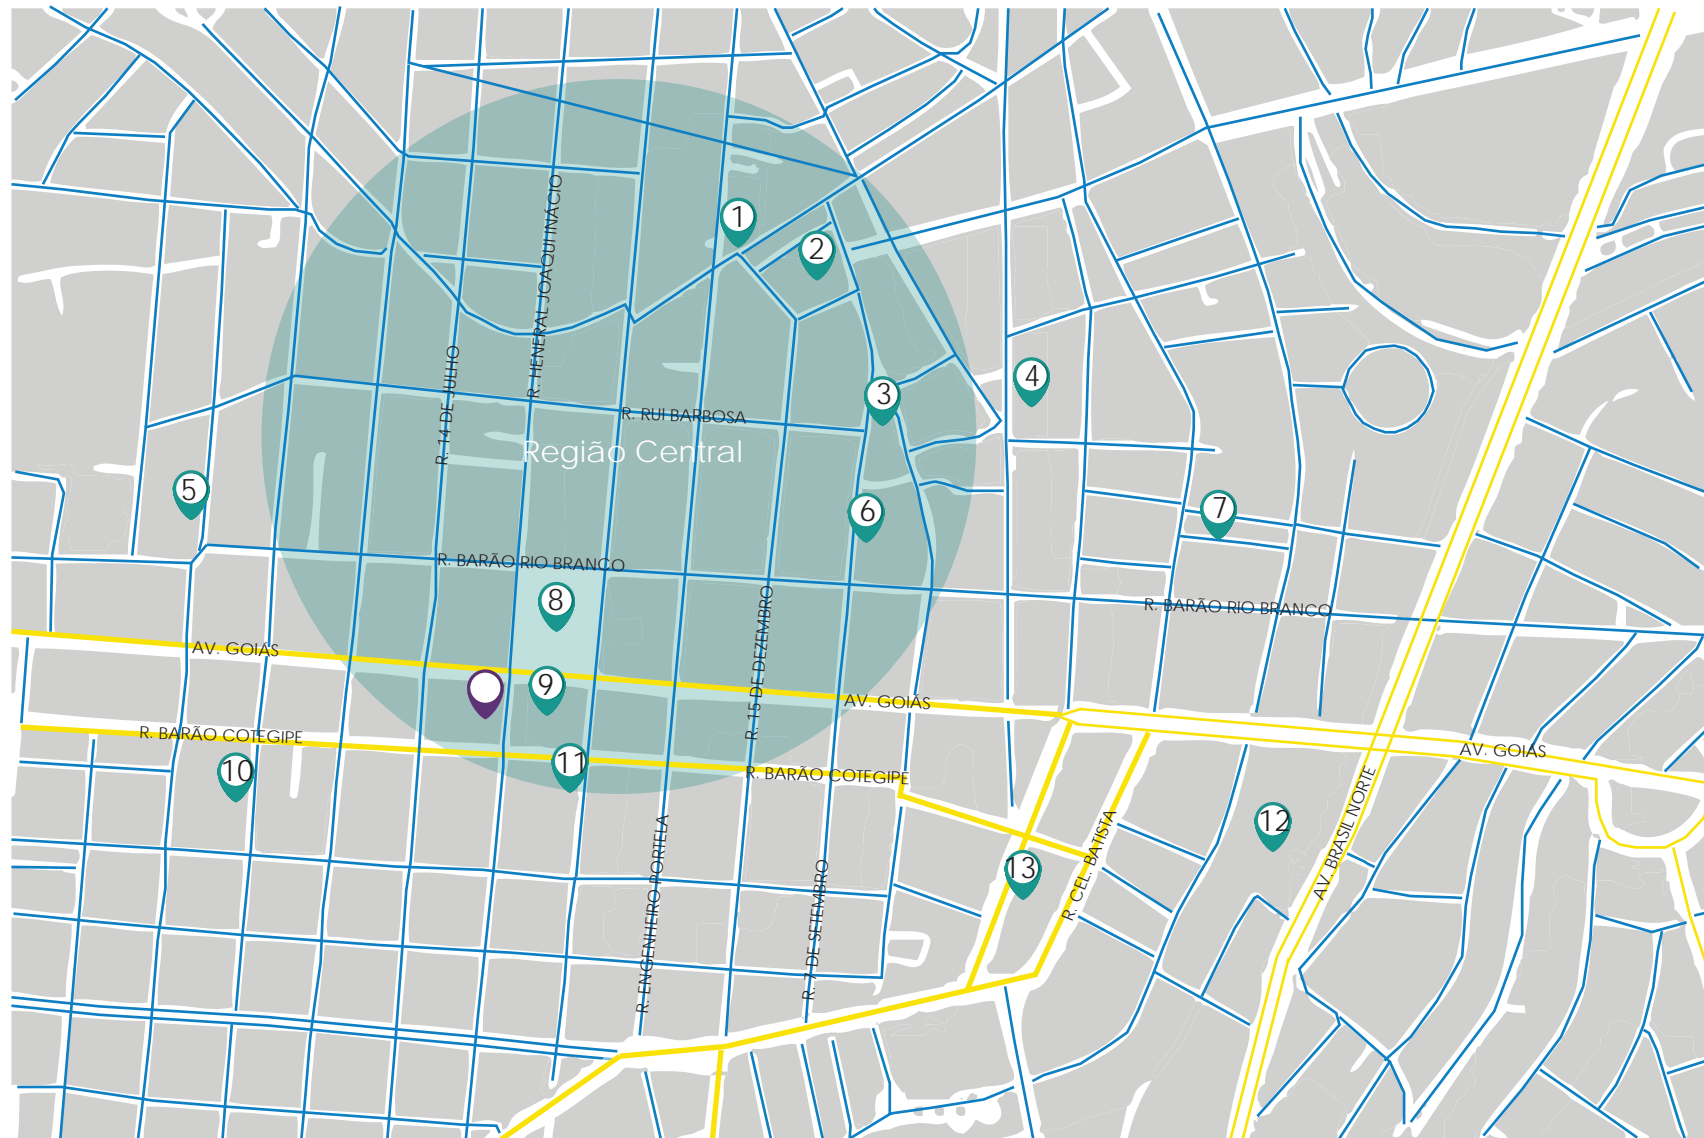 1
2
R. HENERAL JOAQUI INÁCIO
R. 14 DE JULHO
3
4
R. RUI BARBOSA
Região Central
5
6
7
R. BARÃO RIO BRANCO
8
R. BARÃO RIO BRANCO
AV. GOIÁS
R. 15 DE DEZEMBRO
9
AV. GOIÁS
R. BARÃO COTEGIPE
AV. GOIÁS
10
11
R. BARÃO COTEGIPE
AV. BRASIL NORTE
12
R. CEL. BATISTA
13
R. ENGENHEIRO PORTELA
R. 7 DE SETEMBRO